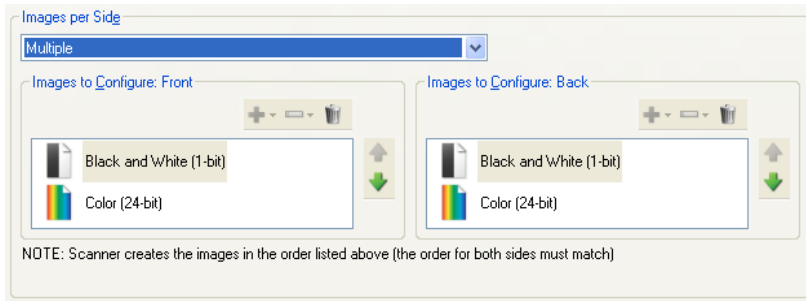 Images per Side
Multiple
Images to Configure: Front
Images to Configure: Back
Black and White (1-bit)
Color (24-bit)
Black and White (1-bit)
Color (24-bit)
NOTE: Scanner creates the images in the order listed above (the order for both sides must match)